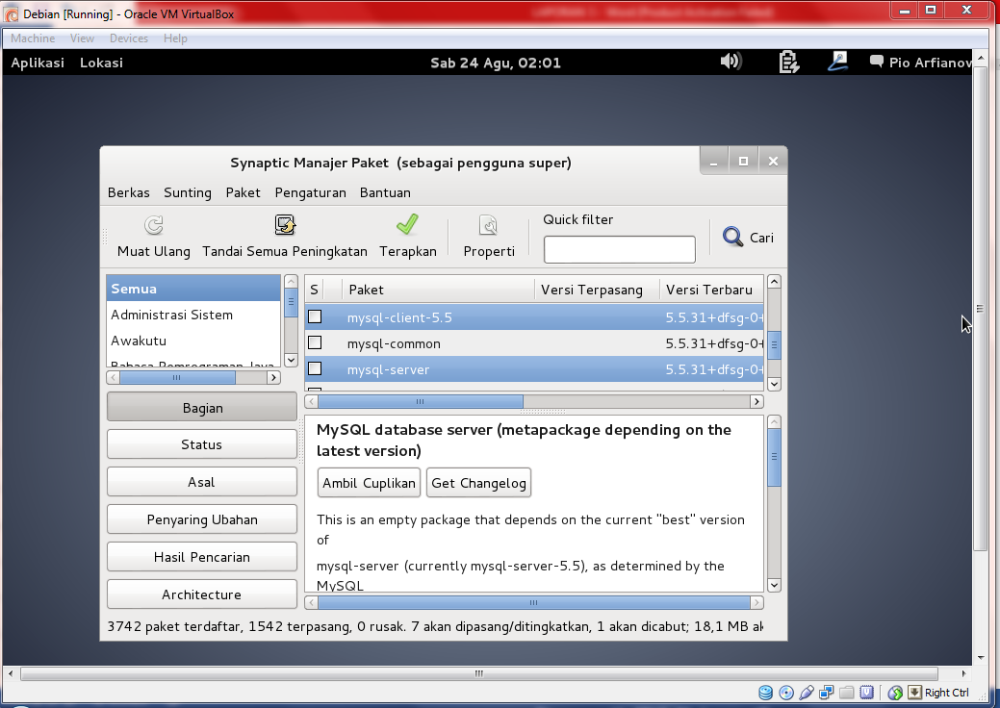 Debian [Running] - Oracle VM VirtualBox
Machine View Devices Help
Aplikasi Lokasi Sab 24 Agu, 02:01 Pio Arfianov
Synaptic Manajer Paket (sebagai pengguna super)
Berkas Sunting Paket Pengaturan Bantuan
Quick filter
Muat Ulang Tandai Semua Peningkatan Terapkan Properti Cari
Semua
Administrasi Sistem
Awakutu
Bahasa Pemrograman Java
S Paket Versi Terpasang Versi Terbaru
mysql-client-5.5 5.5.31+dfsg-0+
mysql-common 5.5.31+dfsg-0+
mysql-server 5.5.31+dfsg-0+
Bagian
Status
Asal
Penyaring Ubahan
Hasil Pencarian
Architecture
MySQL database server (metapackage depending on the
latest version)
Ambil Cuplikan Get Changelog
This is an empty package that depends on the current "best" version
of
mysql-server (currently mysql-server-5.5), as determined by the
MySQL
3742 paket terdaftar, 1542 terpasang, 0 rusak. 7 akan dipasang/ditingkatkan, 1 akan dicabut; 18,1 MB ak
Right Ctrl